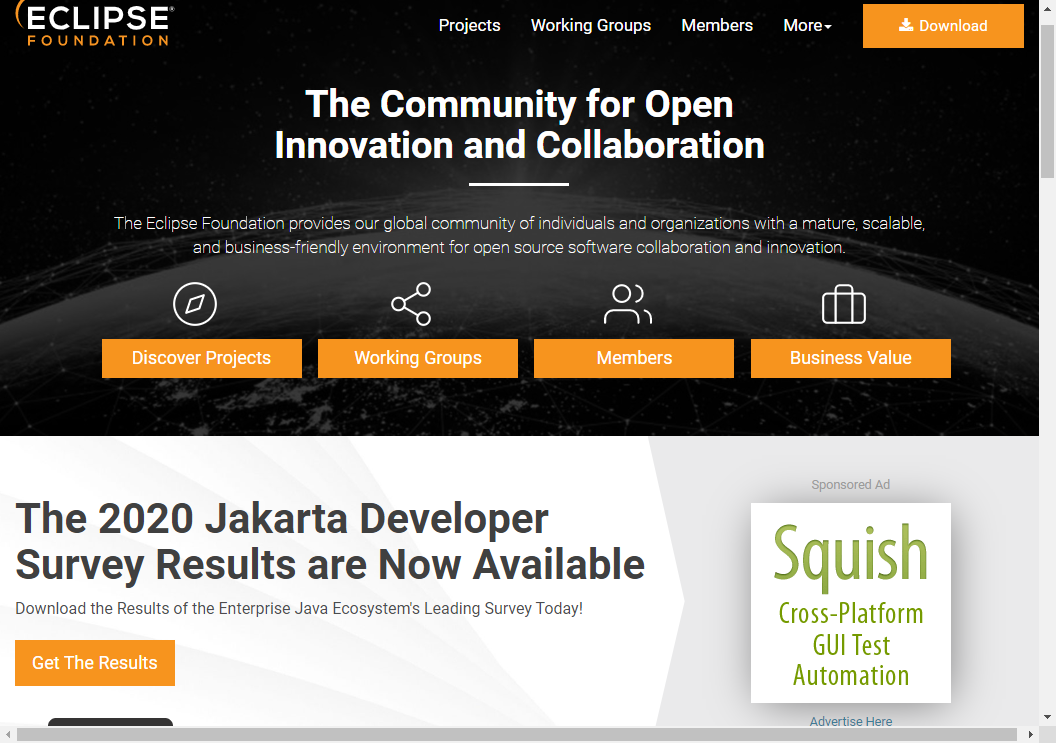 ECLIPSE®
FOUNDATION
Projects
Working Groups
Members
More
Download
The Community for Open
Innovation and Collaboration
The Eclipse Foundation provides our global community of individuals and organizations with a mature, scalable,
and business-friendly environment for open source software collaboration and innovation.
Discover Projects
Working Groups
Members
Business Value
The 2020 Jakarta Developer
Survey Results are Now Available
Download the Results of the Enterprise Java Ecosystem's Leading Survey Today!
Get The Results
Sponsored Ad
Squish
Cross-Platform
GUI Test
Automation
Advertise Here